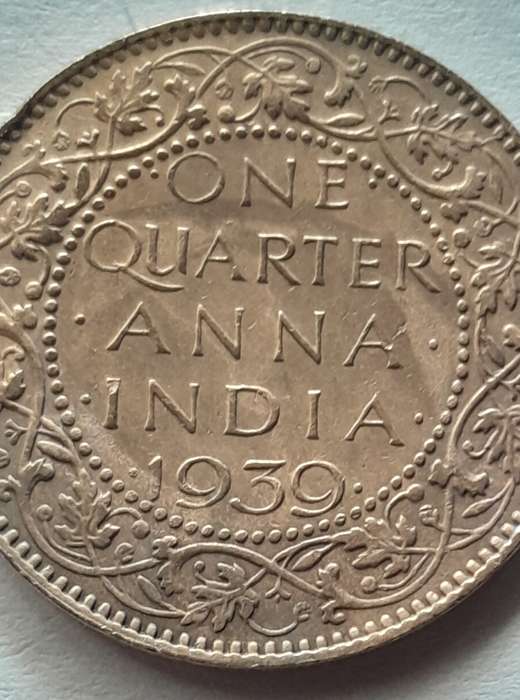 ONE
QUARTER
· ANNA ·
· INDIA ·
· 1939 ·